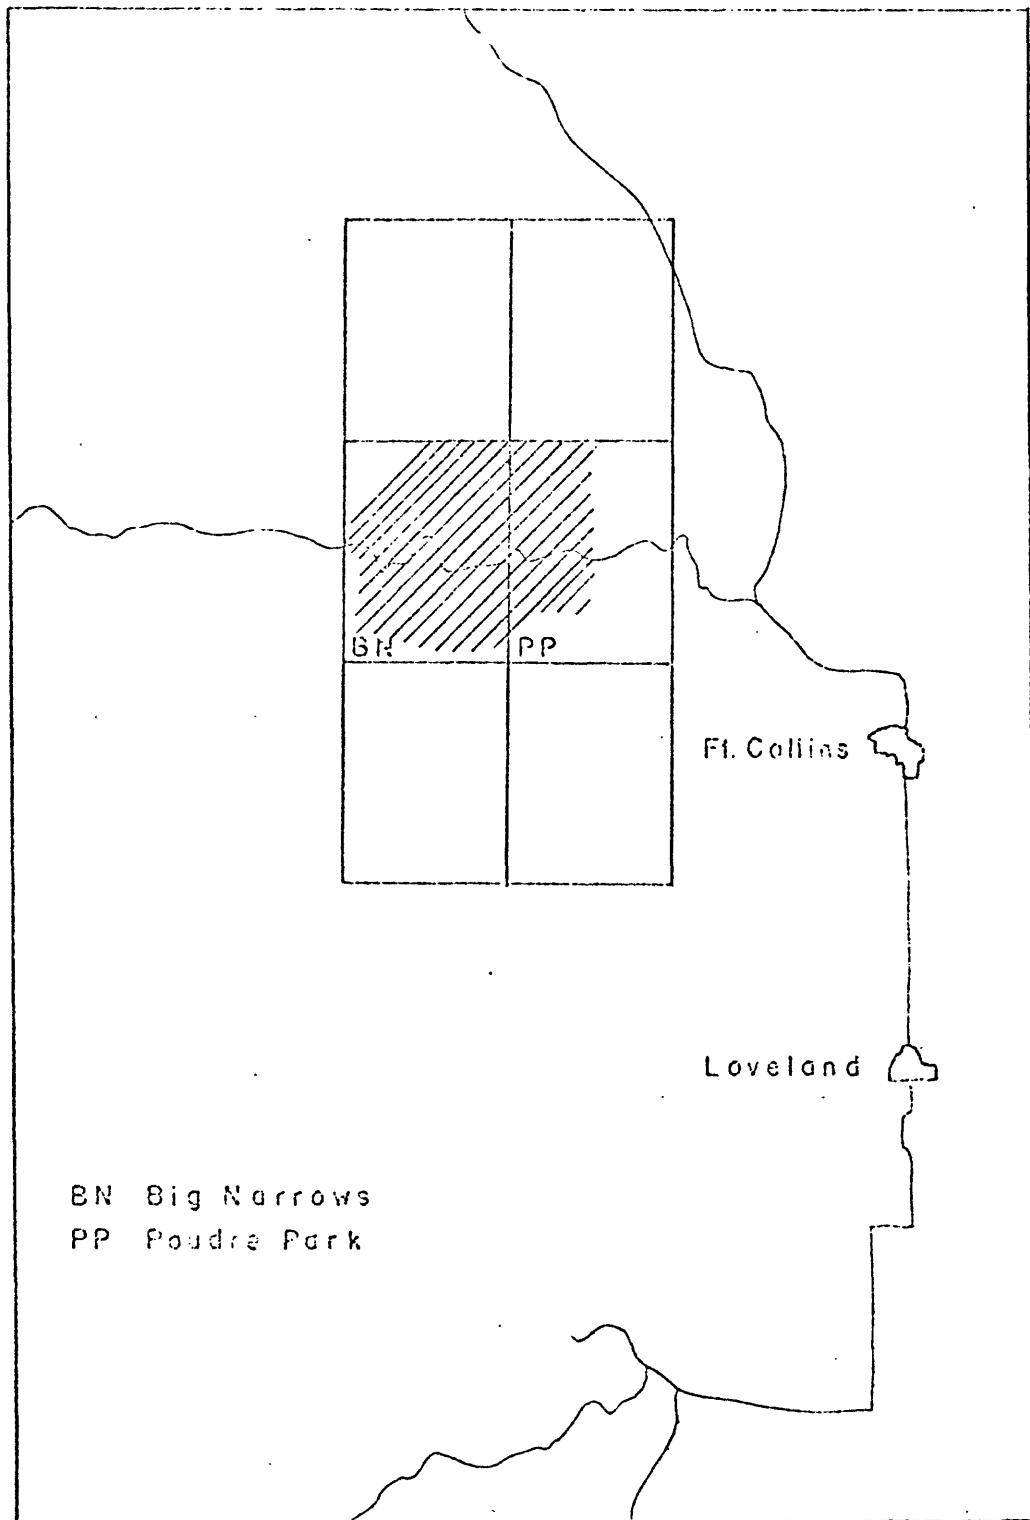 BN PP
Ft. Collins
Loveland
BN Big Narrows
PP Poudre Park